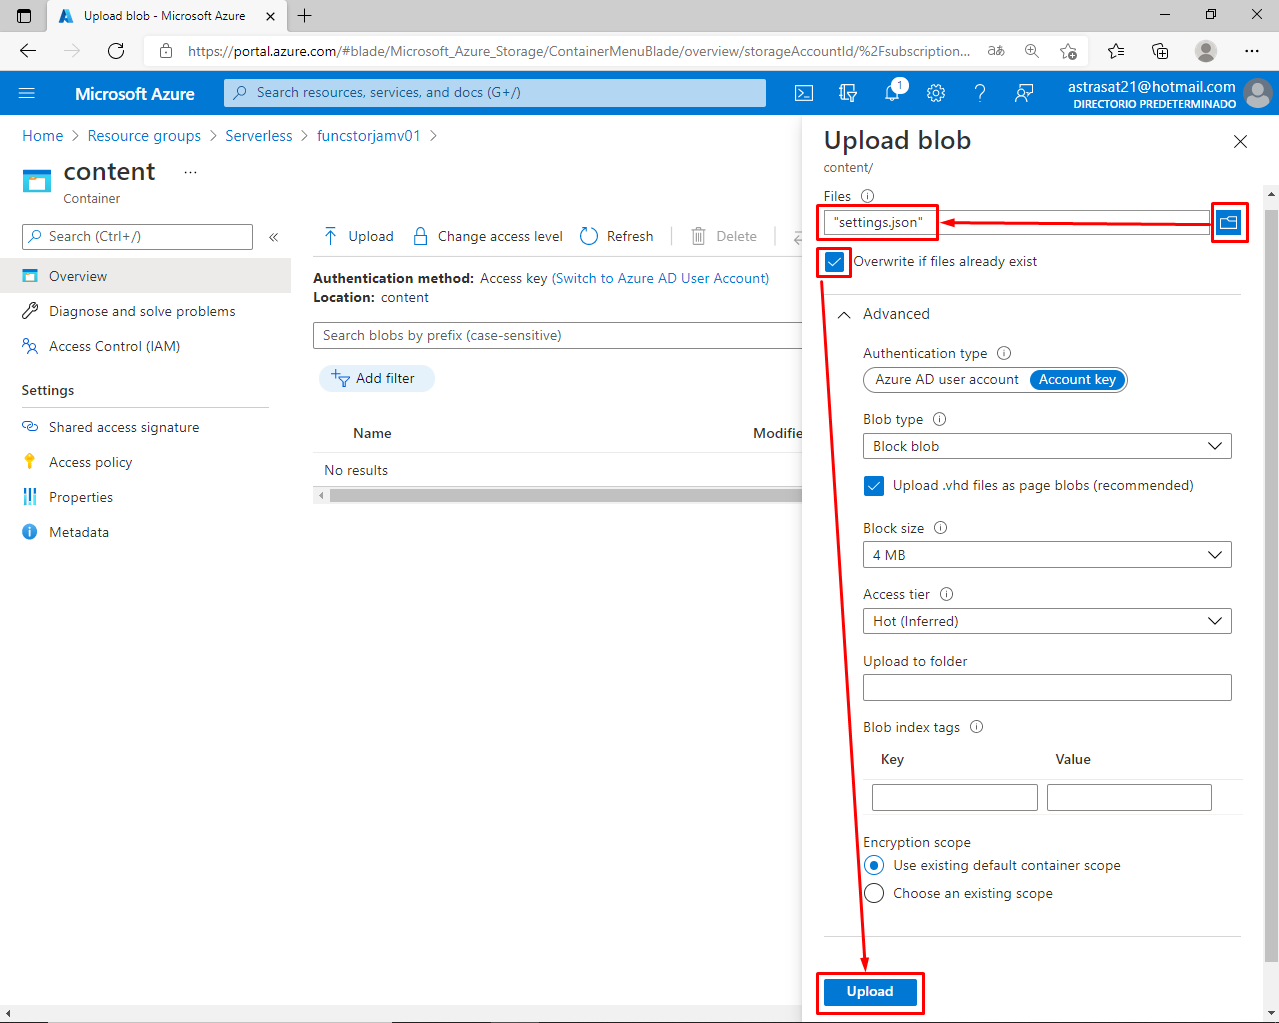 Upload blob - Microsoft Azure
https://portal.azure.com/#blade/Microsoft_Azure_Storage/ContainerMenuBlade/overview/storageAccountId/%2Fsubscription...
Microsoft Azure
Search resources, services, and docs (G+/)
1
astrasat21@hotmail.com
DIRECTORIO PREDETERMINADO
Home > Resource groups > Serverless > funcstorjamv01 >
content ...
Container
Search (Ctrl+/)
«
Overview
Diagnose and solve problems
Access Control (IAM)
Settings
Shared access signature
Access policy
Properties
Metadata
Upload
Change access level
Refresh
Delete
Authentication method: Access key (Switch to Azure AD User Account)
Location: content
Search blobs by prefix (case-sensitive)
Add filter
Name
Modifie
No results
Upload blob
content/
Files
"settings.json"
Overwrite if files already exist
Advanced
Authentication type
Azure AD user account
Account key
Blob type
Block blob
Upload .vhd files as page blobs (recommended)
Block size
4 MB
Access tier
Hot (Inferred)
Upload to folder
Blob index tags
Key
Value
Encryption scope
Use existing default container scope
Choose an existing scope
Upload